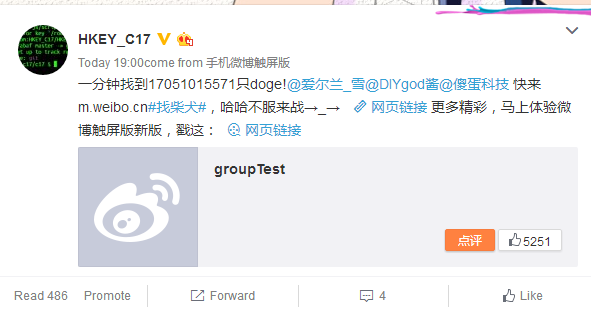 HKEY_C17
Today 19:00come from 手机微博触屏版
一分钟找到17051015571只doge!@爱尔兰_雪@DIYgod酱@傻蛋科技 快来
m.weibo.cn#找柴犬#，哈哈不服来战→_→ 网页链接 更多精彩，马上体验微
博触屏版新版，戳这： 网页链接
groupTest
点评 5251
Read 486 Promote Forward 4 Like